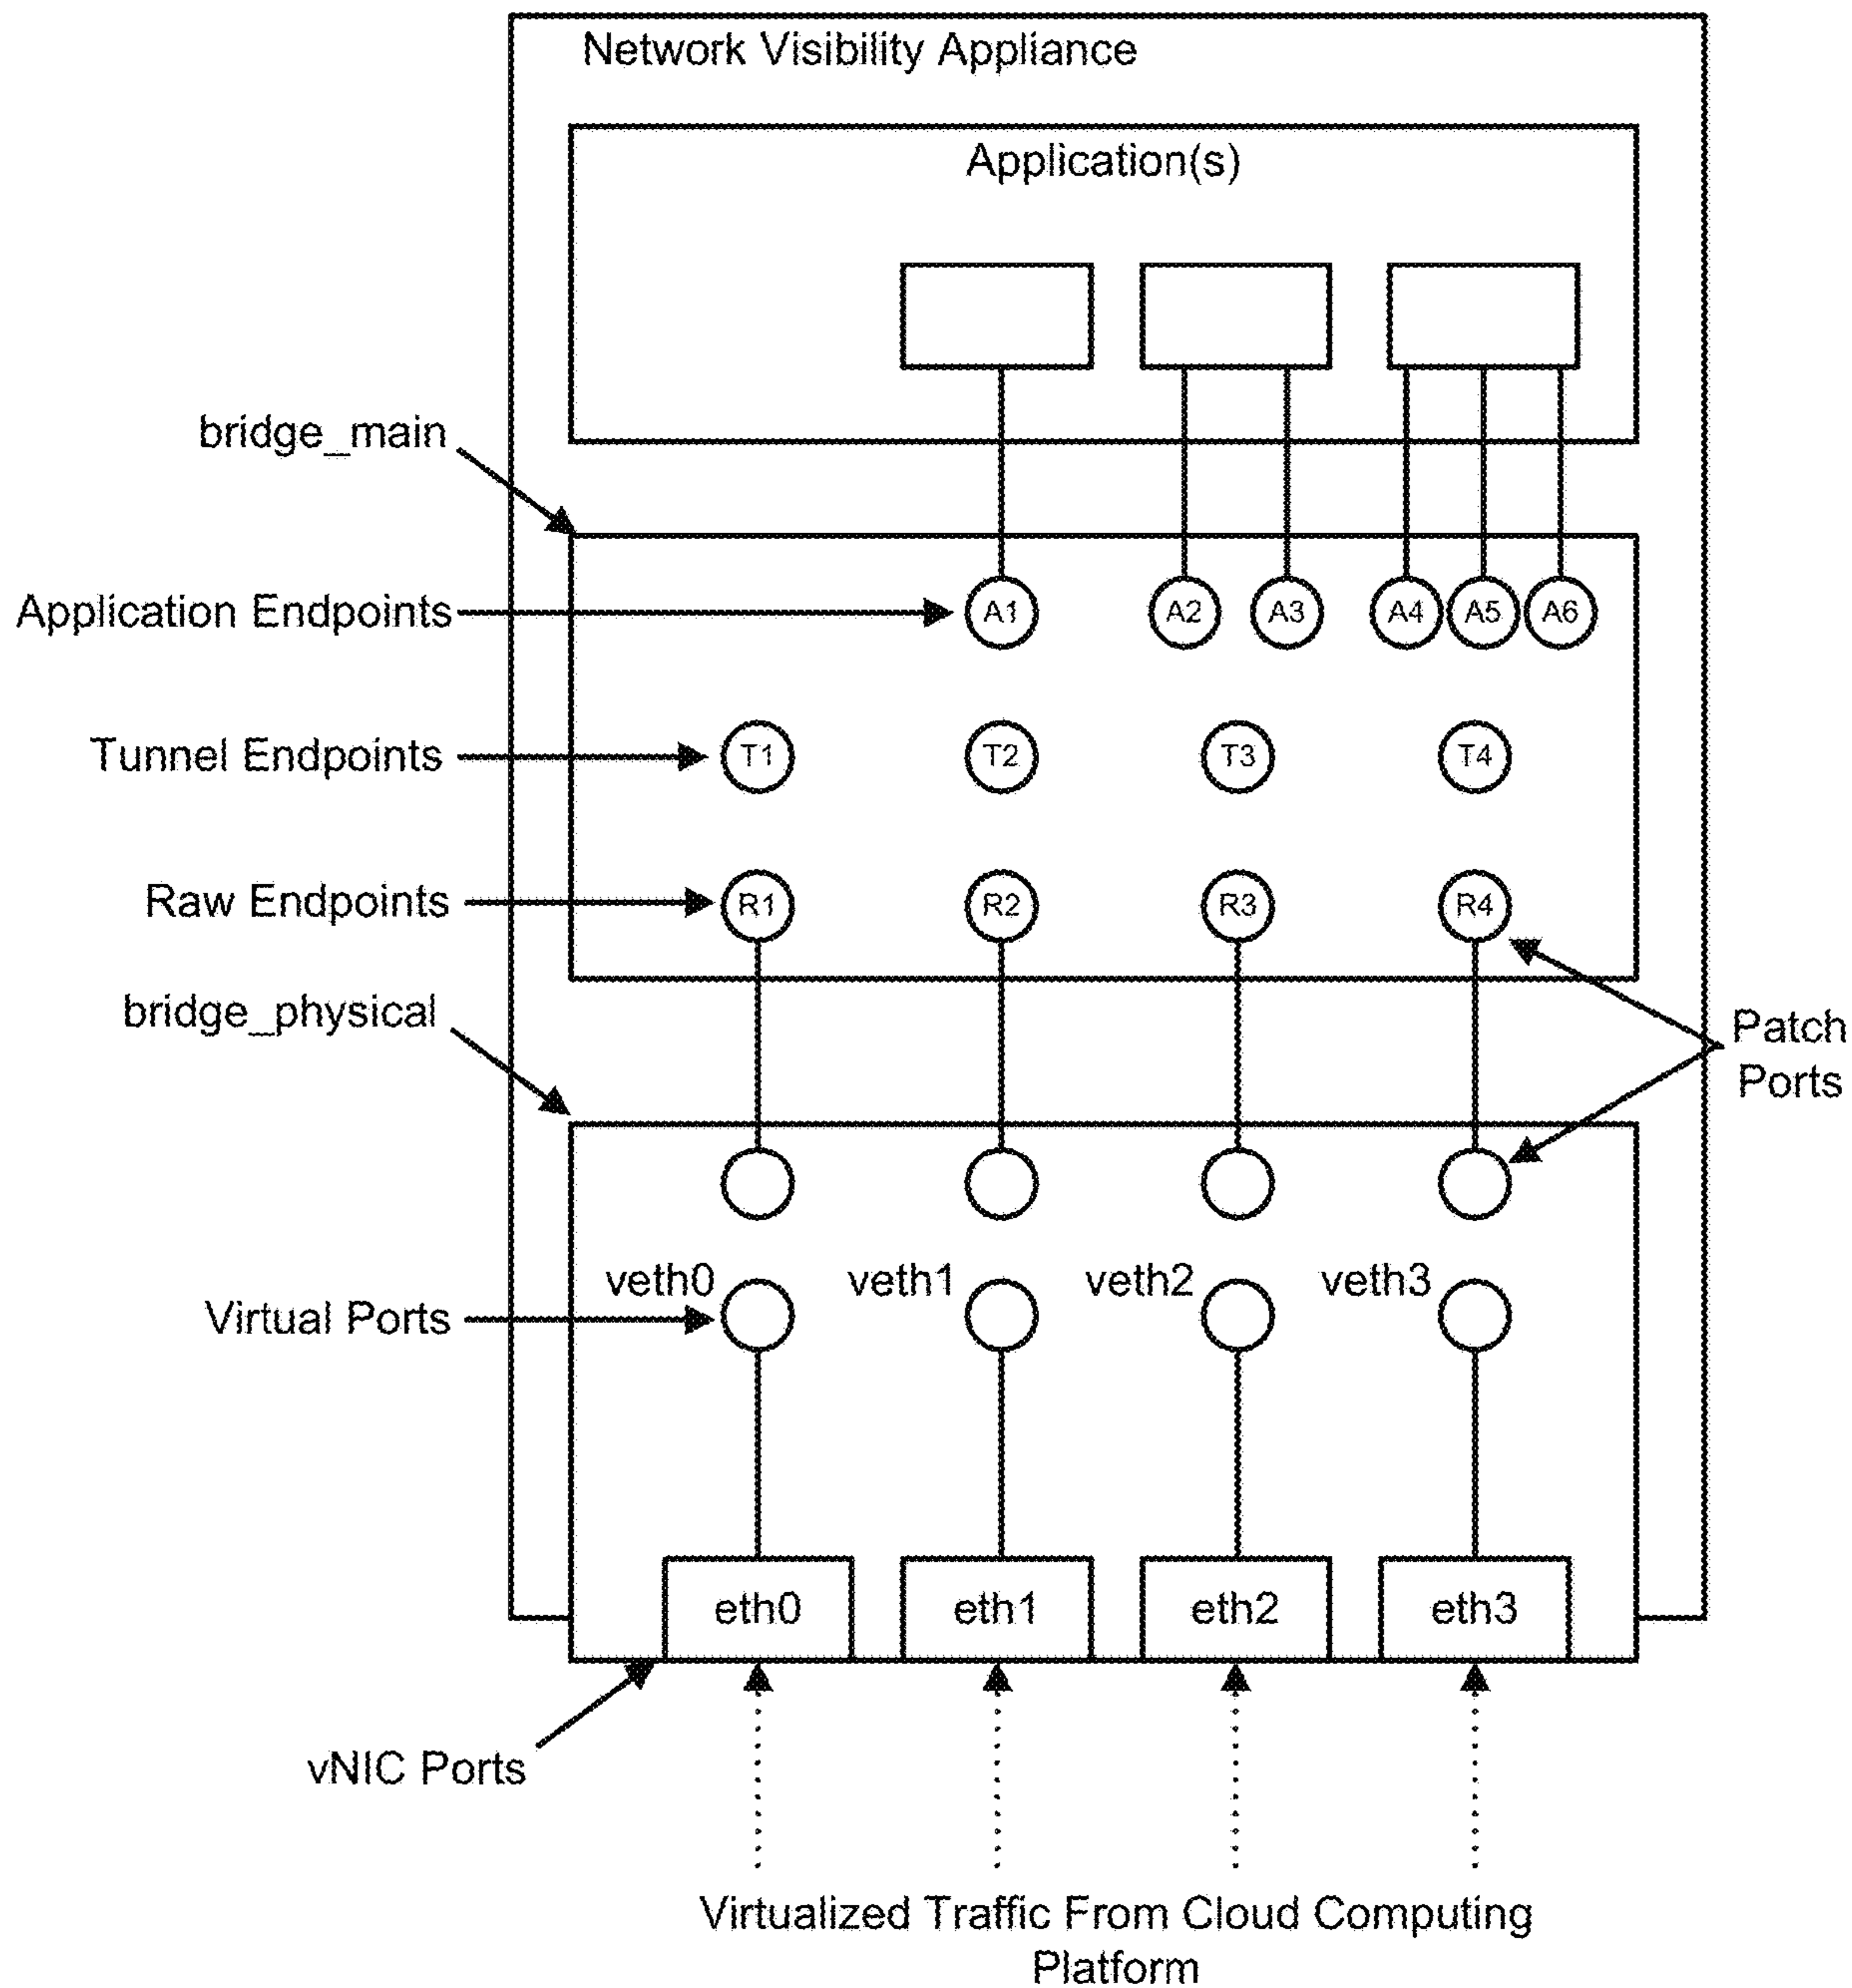 Network Visibility Appliance
Application(s)
bridge_main
Application Endpoints
A1
A2
A3
A4
A5
A6
Tunnel Endpoints
T1
T2
T3
T4
Raw Endpoints
R1
R2
R3
R4
bridge_physical
Patch
Ports
veth0
veth1
veth2
veth3
Virtual Ports
eth0
eth1
eth2
eth3
vNIC Ports
Virtualized Traffic From Cloud Computing
Platform